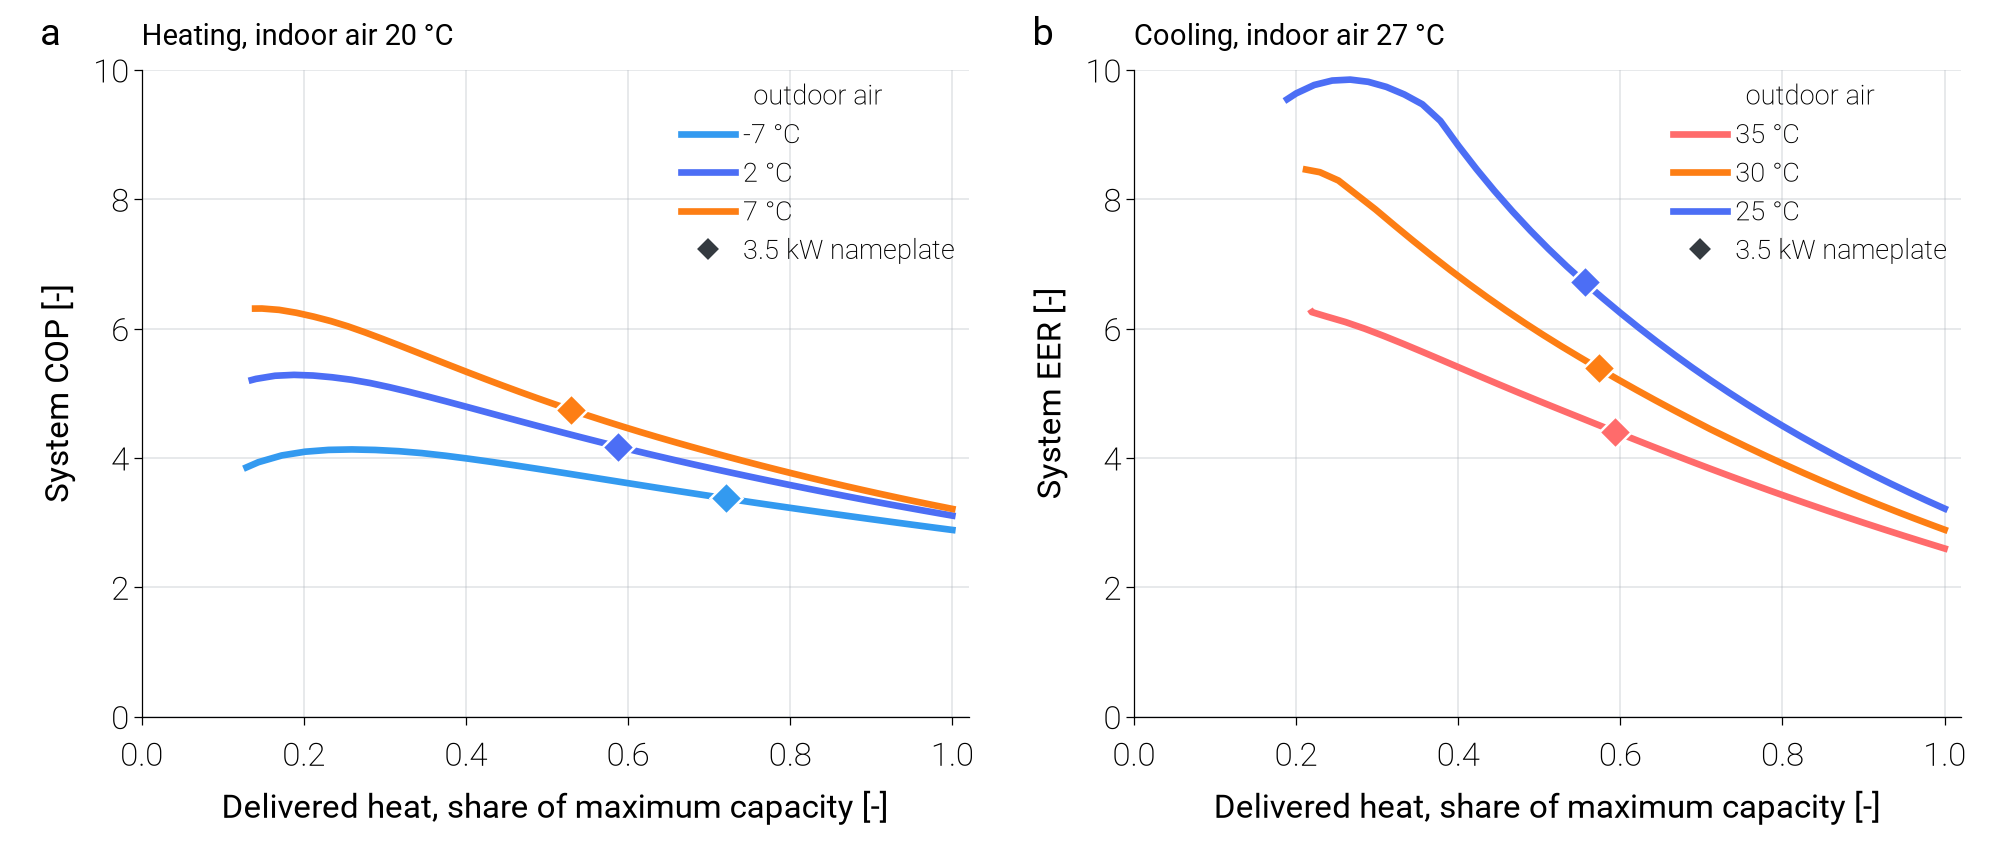 a
Heating, indoor air 20 °C
10
8
6
4
2
0
System COP [-]
outdoor air
-7 °C
2 °C
7 °C
3.5 kW nameplate
0.0 0.2 0.4 0.6 0.8 1.0
Delivered heat, share of maximum capacity [-]
b
Cooling, indoor air 27 °C
10
8
6
4
2
0
System EER [-]
outdoor air
35 °C
30 °C
25 °C
3.5 kW nameplate
0.0 0.2 0.4 0.6 0.8 1.0
Delivered heat, share of maximum capacity [-]